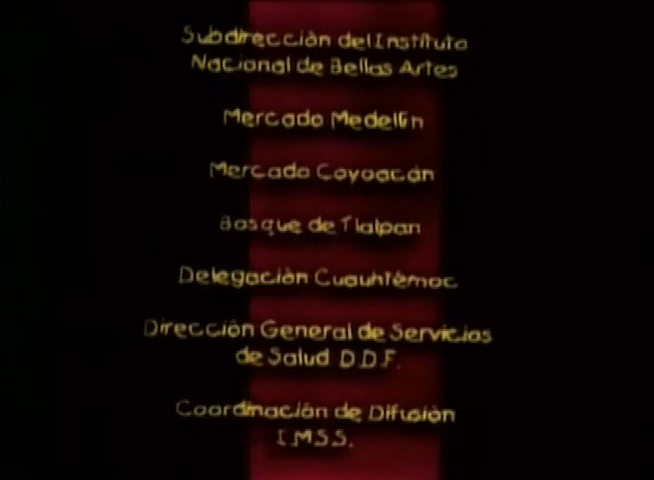 Subdirección del Instituto
Nacional de Bellas Artes
Mercado Medellín
Mercado Coyoacán
Bosque de Tlalpan
Delegación Cuauhtémoc
Dirección General de Servicios
de Salud D.D.F.
Coordinación de Difusión
I.M.S.S.